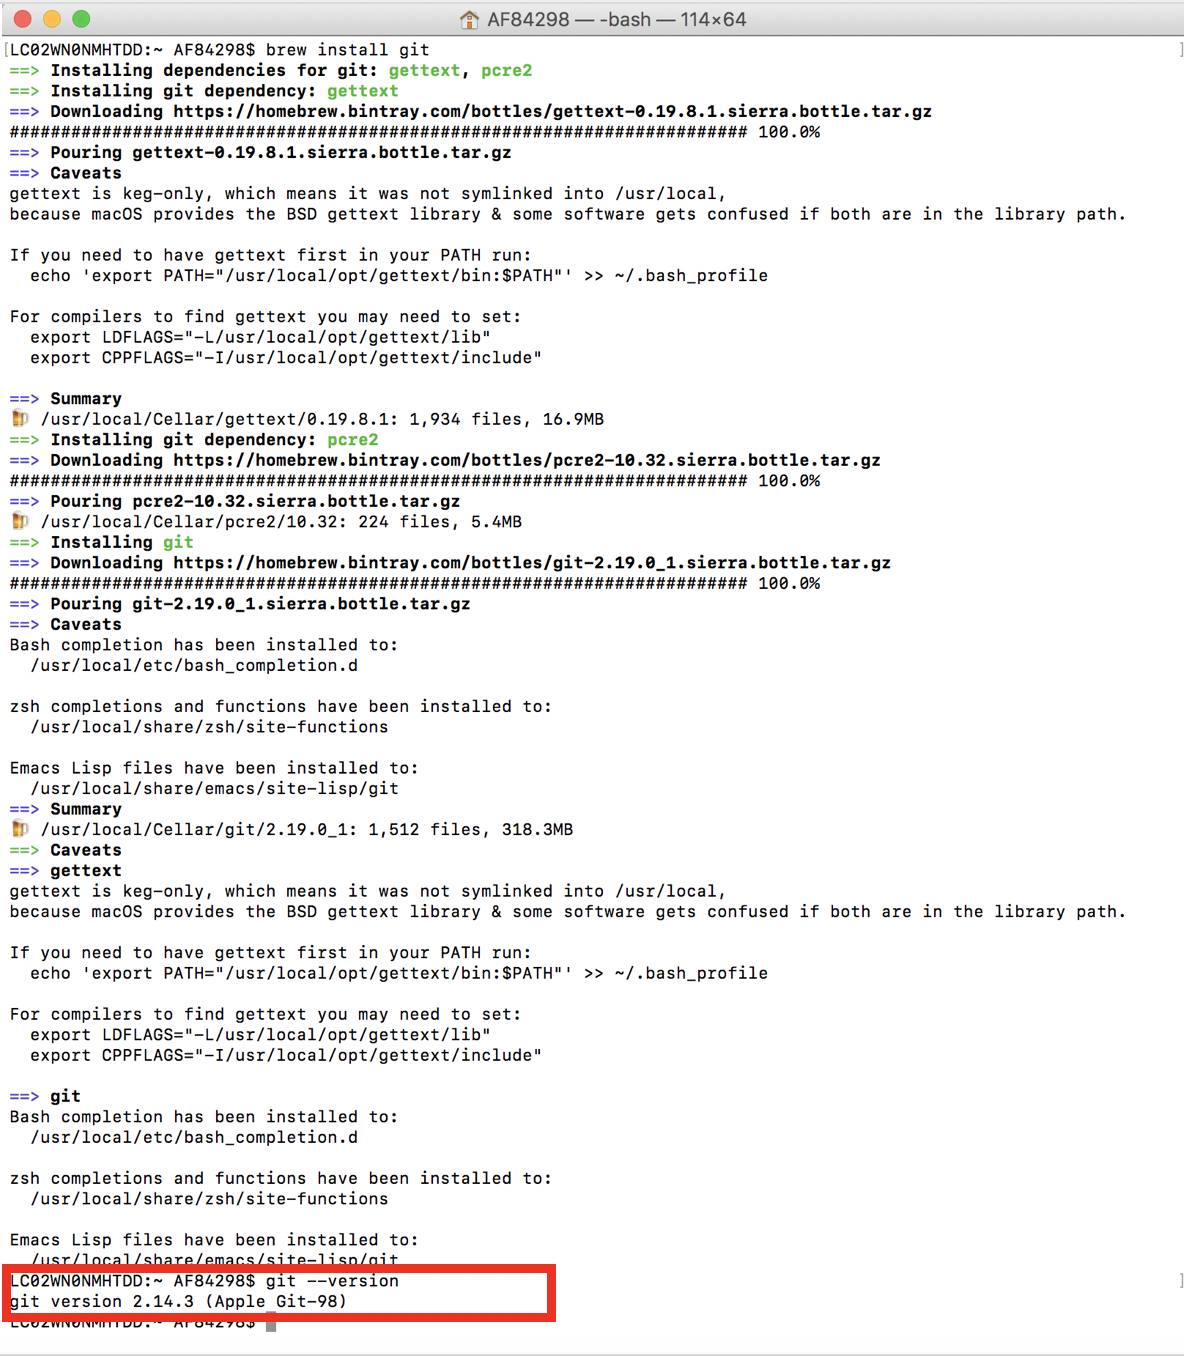 AF84298 — -bash — 114×64
[LC02WN0NMHTDD:~ AF84298$ brew install git ]
==> Installing dependencies for git: gettext, pcre2
==> Installing git dependency: gettext
==> Downloading https://homebrew.bintray.com/bottles/gettext-0.19.8.1.sierra.bottle.tar.gz
######################################################################## 100.0%
==> Pouring gettext-0.19.8.1.sierra.bottle.tar.gz
==> Caveats
gettext is keg-only, which means it was not symlinked into /usr/local,
because macOS provides the BSD gettext library & some software gets confused if both are in the library path.
If you need to have gettext first in your PATH run:
echo 'export PATH="/usr/local/opt/gettext/bin:$PATH"' >> ~/.bash_profile
For compilers to find gettext you may need to set:
export LDFLAGS="-L/usr/local/opt/gettext/lib"
export CPPFLAGS="-I/usr/local/opt/gettext/include"
==> Summary
🍺 /usr/local/Cellar/gettext/0.19.8.1: 1,934 files, 16.9MB
==> Installing git dependency: pcre2
==> Downloading https://homebrew.bintray.com/bottles/pcre2-10.32.sierra.bottle.tar.gz
######################################################################## 100.0%
==> Pouring pcre2-10.32.sierra.bottle.tar.gz
🍺 /usr/local/Cellar/pcre2/10.32: 224 files, 5.4MB
==> Installing git
==> Downloading https://homebrew.bintray.com/bottles/git-2.19.0_1.sierra.bottle.tar.gz
######################################################################## 100.0%
==> Pouring git-2.19.0_1.sierra.bottle.tar.gz
==> Caveats
Bash completion has been installed to:
/usr/local/etc/bash_completion.d
zsh completions and functions have been installed to:
/usr/local/share/zsh/site-functions
Emacs Lisp files have been installed to:
/usr/local/share/emacs/site-lisp/git
==> Summary
🍺 /usr/local/Cellar/git/2.19.0_1: 1,512 files, 318.3MB
==> Caveats
==> gettext
gettext is keg-only, which means it was not symlinked into /usr/local,
because macOS provides the BSD gettext library & some software gets confused if both are in the library path.
If you need to have gettext first in your PATH run:
echo 'export PATH="/usr/local/opt/gettext/bin:$PATH"' >> ~/.bash_profile
For compilers to find gettext you may need to set:
export LDFLAGS="-L/usr/local/opt/gettext/lib"
export CPPFLAGS="-I/usr/local/opt/gettext/include"
==> git
Bash completion has been installed to:
/usr/local/etc/bash_completion.d
zsh completions and functions have been installed to:
/usr/local/share/zsh/site-functions
Emacs Lisp files have been installed to:
/usr/local/share/emacs/site-lisp/git
LC02WN0NMHTDD:~ AF84298$ git --version ]
git version 2.14.3 (Apple Git-98)
LC02WN0NMHTDD:~ AF84298$